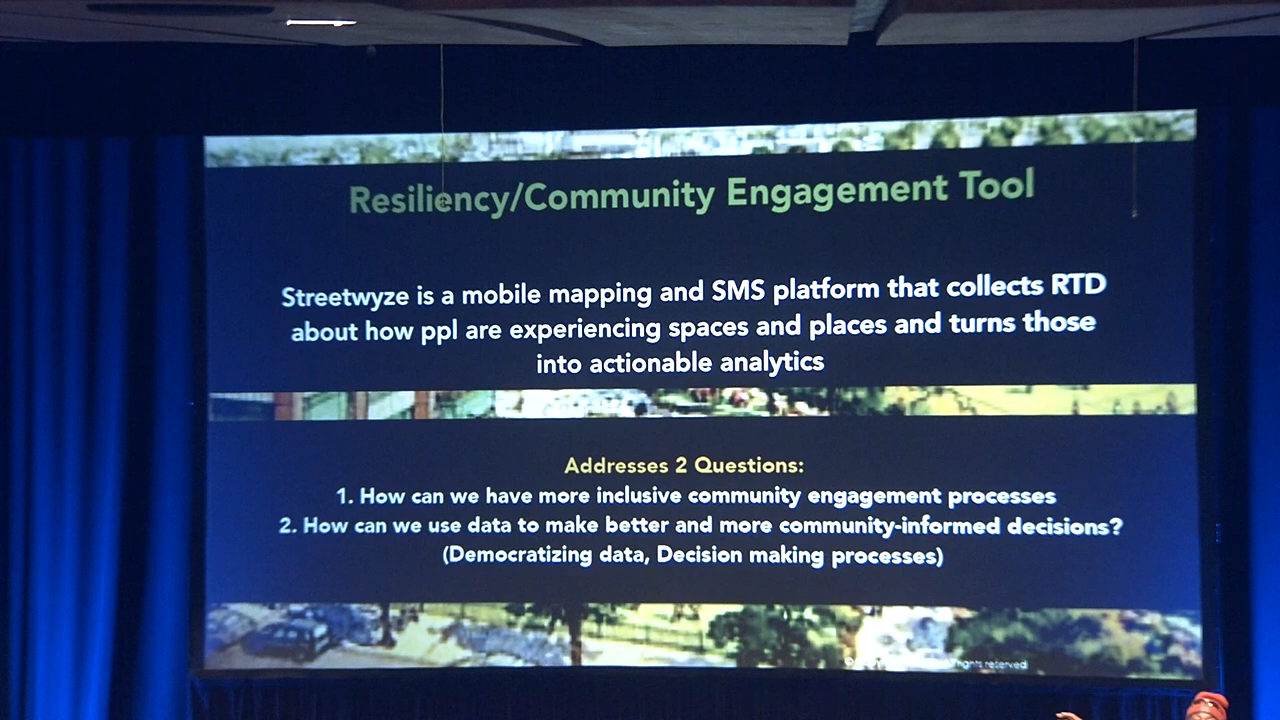 Resiliency/Community Engagement Tool
Streetwyze is a mobile mapping and SMS platform that collects RTD
about how ppl are experiencing spaces and places and turns those
into actionable analytics
Addresses 2 Questions:
1. How can we have more inclusive community engagement processes
2. How can we use data to make better and more community-informed decisions?
(Democratizing data, Decision making processes)
rights reserved